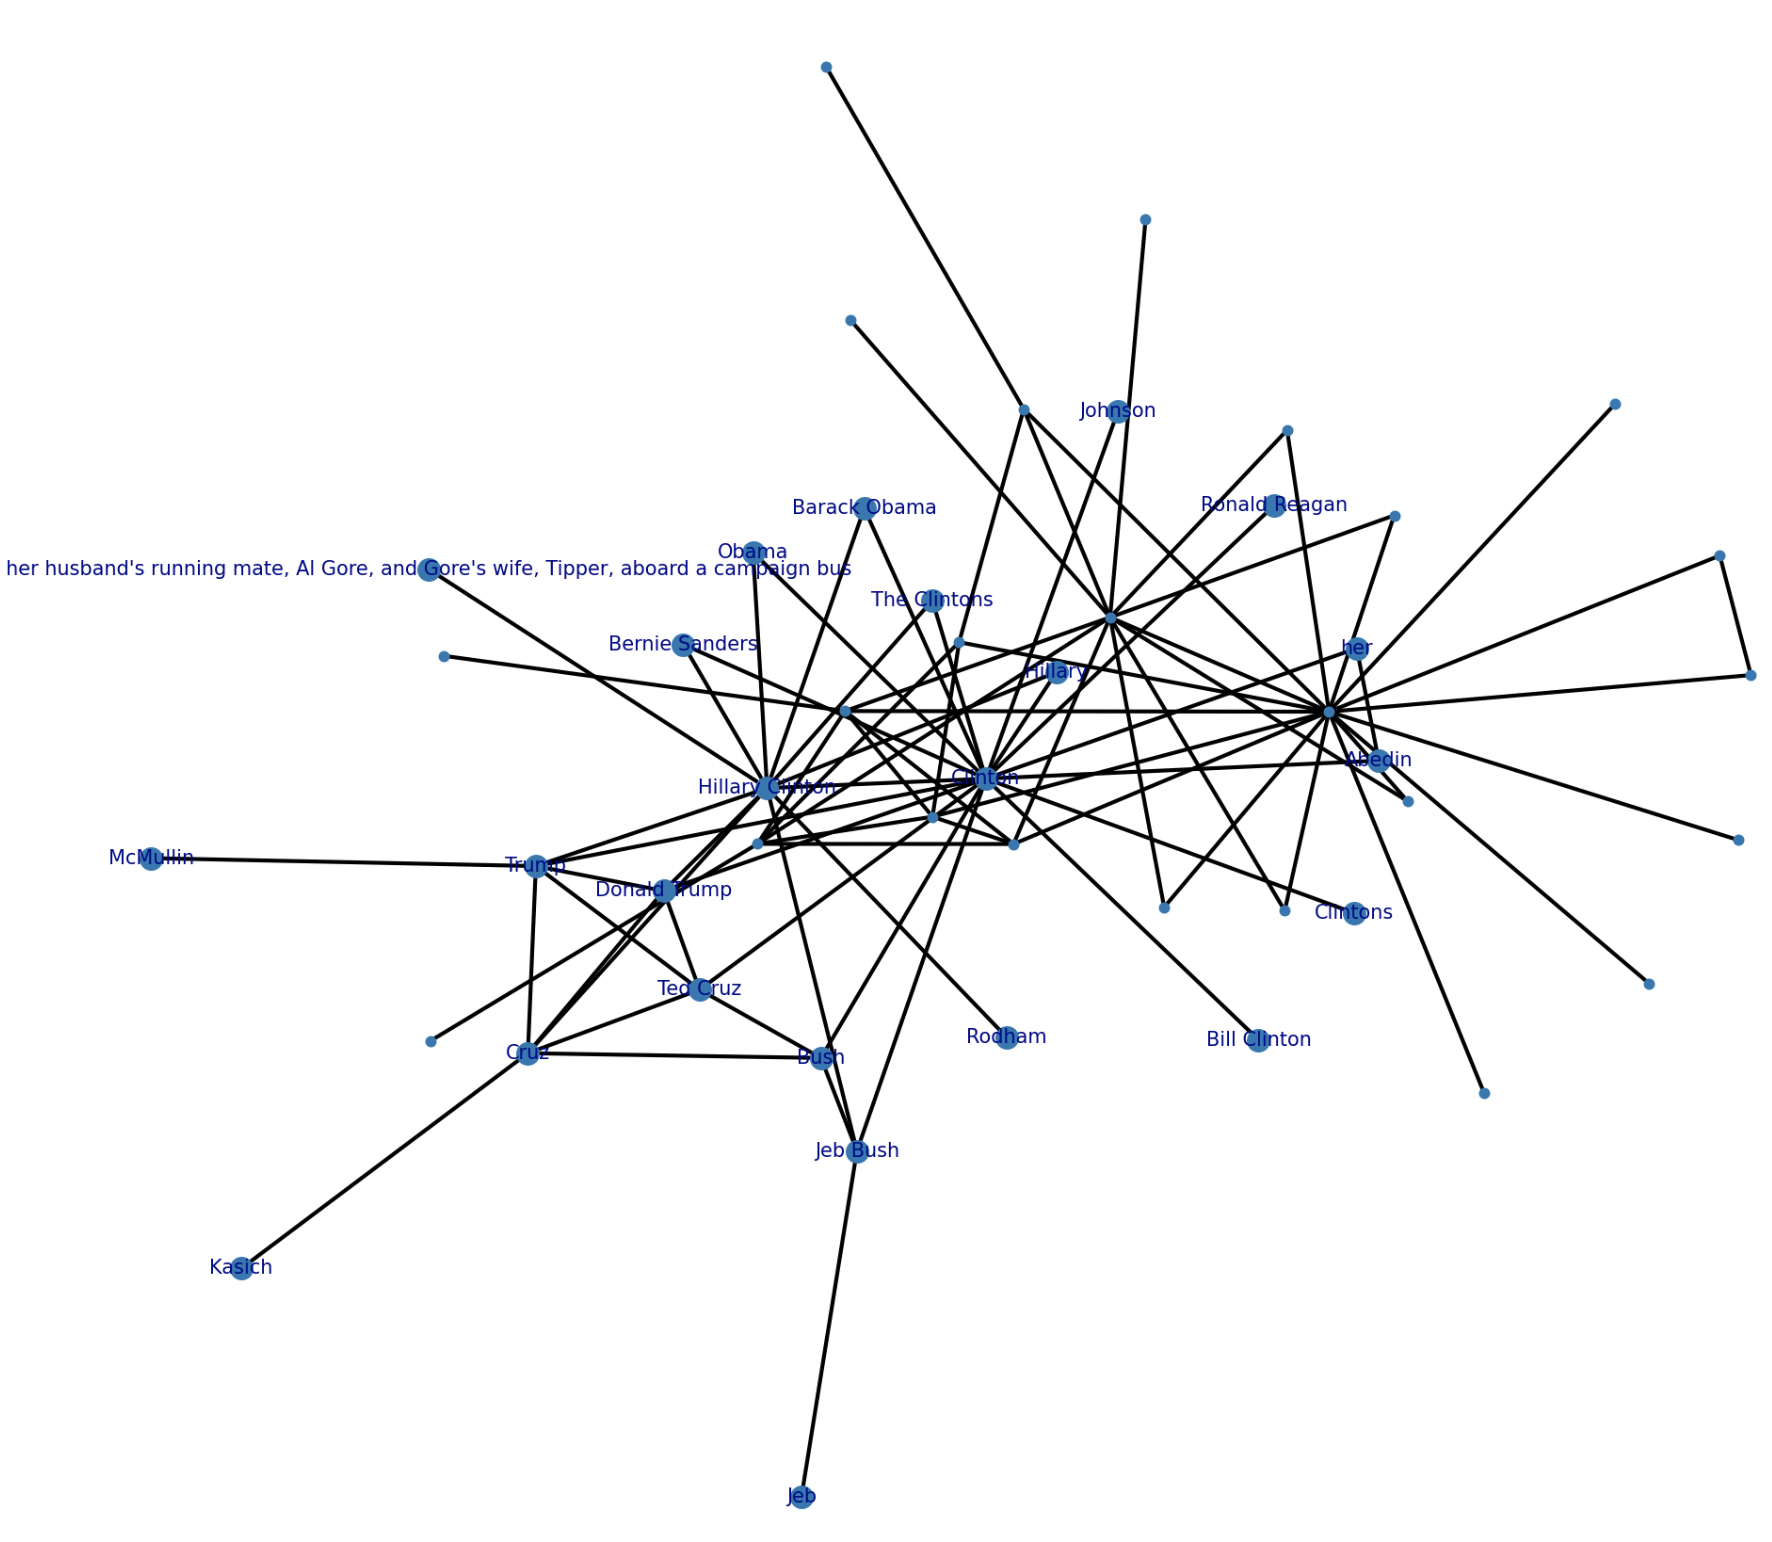 Johnson
Barack Obama
Ronald Reagan
Obama
her husband's running mate, Al Gore, and Gore's wife, Tipper, aboard a campaign bus
The Clintons
Bernie Sanders
her
Hillary
Abedin
Clinton
Hillary Clinton
McMullin
Trump
Donald Trump
Clintons
Ted Cruz
Rodham
Bill Clinton
Cruz
Bush
Jeb Bush
Kasich
Jeb